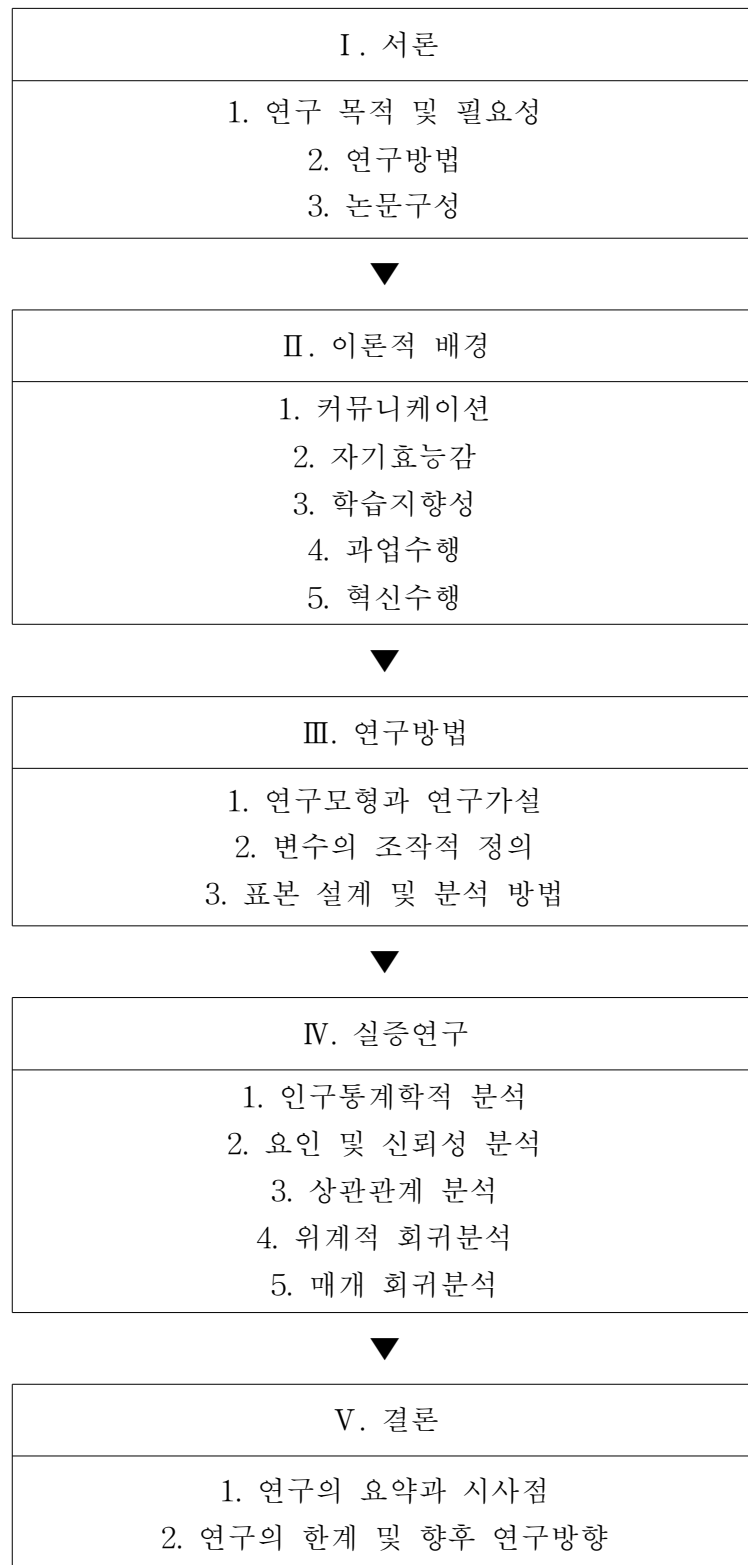 Ⅰ. 서론
1. 연구 목적 및 필요성
2. 연구방법
3. 논문구성
▼
Ⅱ. 이론적 배경
1. 커뮤니케이션
2. 자기효능감
3. 학습지향성
4. 과업수행
5. 혁신수행
▼
Ⅲ. 연구방법
1. 연구모형과 연구가설
2. 변수의 조작적 정의
3. 표본 설계 및 분석 방법
▼
Ⅳ. 실증연구
1. 인구통계학적 분석
2. 요인 및 신뢰성 분석
3. 상관관계 분석
4. 위계적 회귀분석
5. 매개 회귀분석
▼
Ⅴ. 결론
1. 연구의 요약과 시사점
2. 연구의 한계 및 향후 연구방향